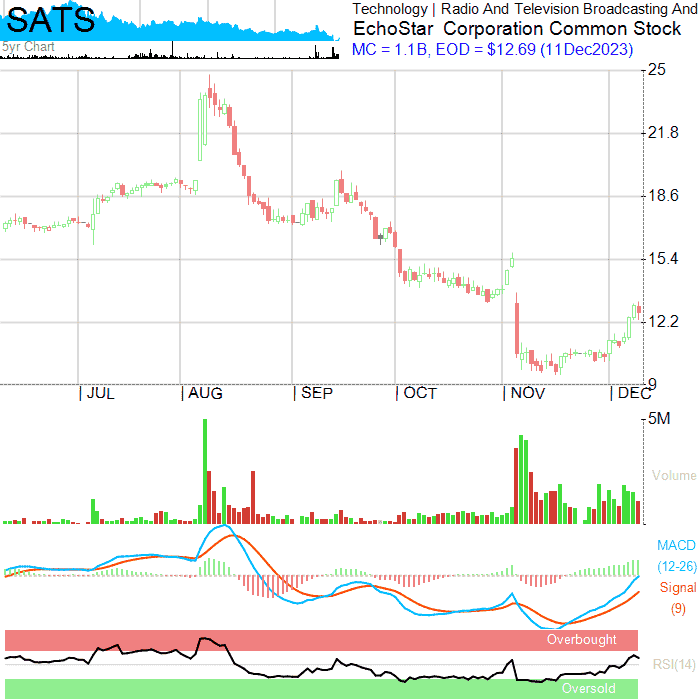 SATS
5yr Chart
Technology | Radio And Television Broadcasting And
EchoStar Corporation Common Stock
MC = 1.1B, EOD = $12.69 (11Dec2023)
25
21.8
18.6
15.4
12.2
9
| JUL | AUG | SEP | OCT | NOV | DEC
5M
Volume
MACD
(12-26)
Signal
(9)
Overbought
RSI(14)
Oversold